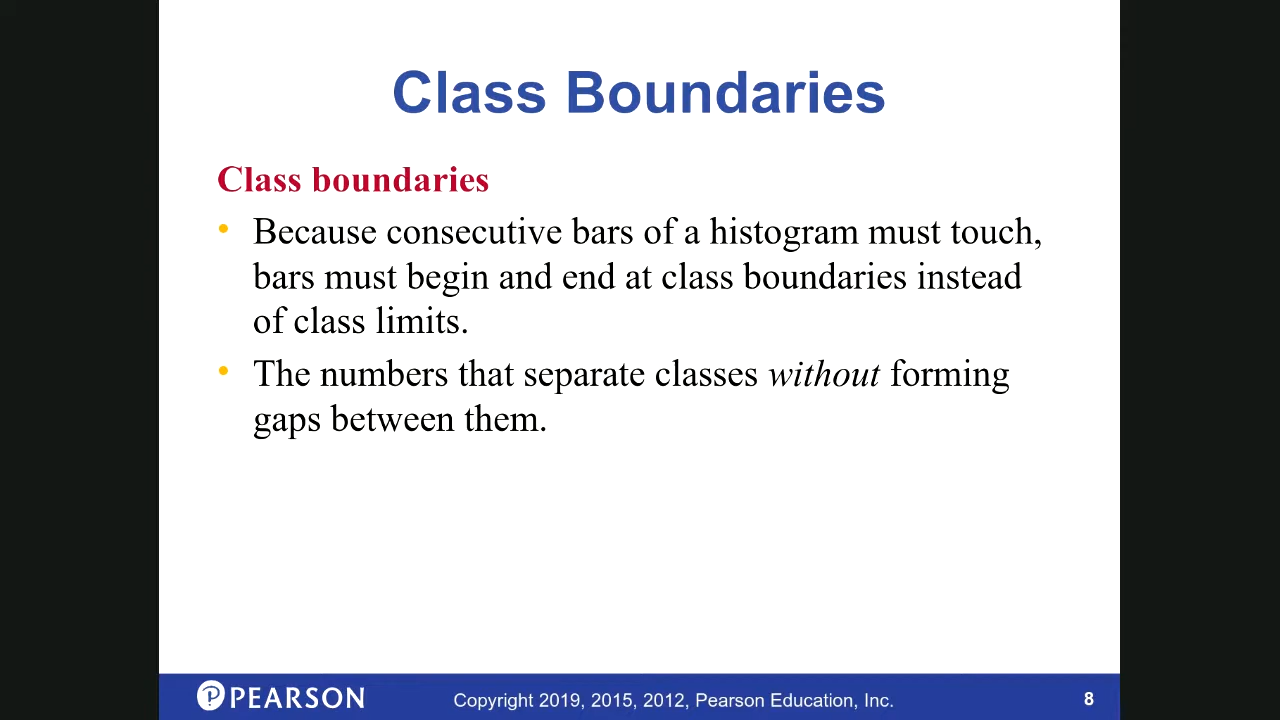 Class Boundaries
Class boundaries
• Because consecutive bars of a histogram must touch,
bars must begin and end at class boundaries instead
of class limits.
• The numbers that separate classes without forming
gaps between them.
PEARSON
Copyright 2019, 2015, 2012, Pearson Education, Inc.
8